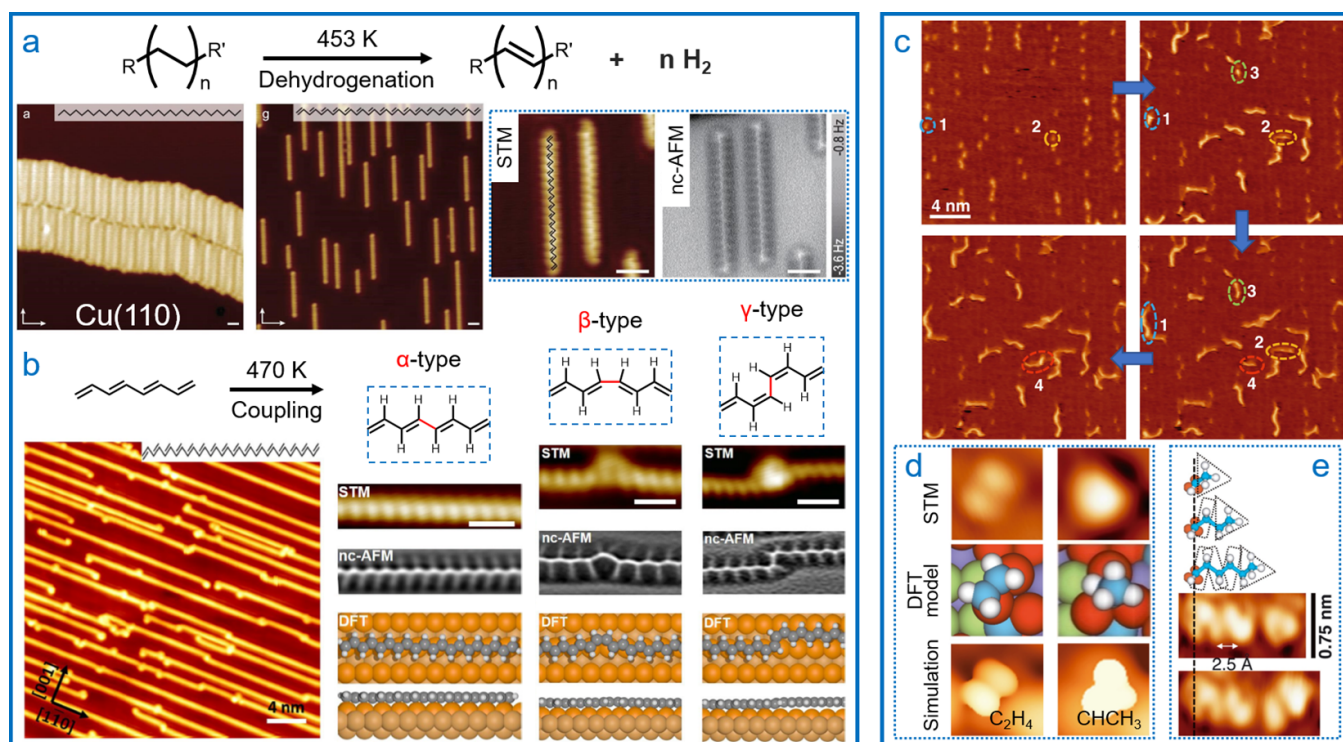 a
R
R'
n
453 K
Dehydrogenation
R
R'
n
+ n H₂
a
Cu(110)
g
STM
nc-AFM
-0.8 Hz
-3.6 Hz
b
470 K
Coupling
[001]
[1̄10]
4 nm
α-type
H H
H H
STM
nc-AFM
DFT
β-type
H H H H
STM
nc-AFM
DFT
γ-type
H
H
H
H
STM
nc-AFM
DFT
c
1
2
4 nm
3
1
2
4
3
1
2
4
d
STM
DFT
model
Simulation
C₂H₄
CHCH₃
e
0.75 nm
2.5 A